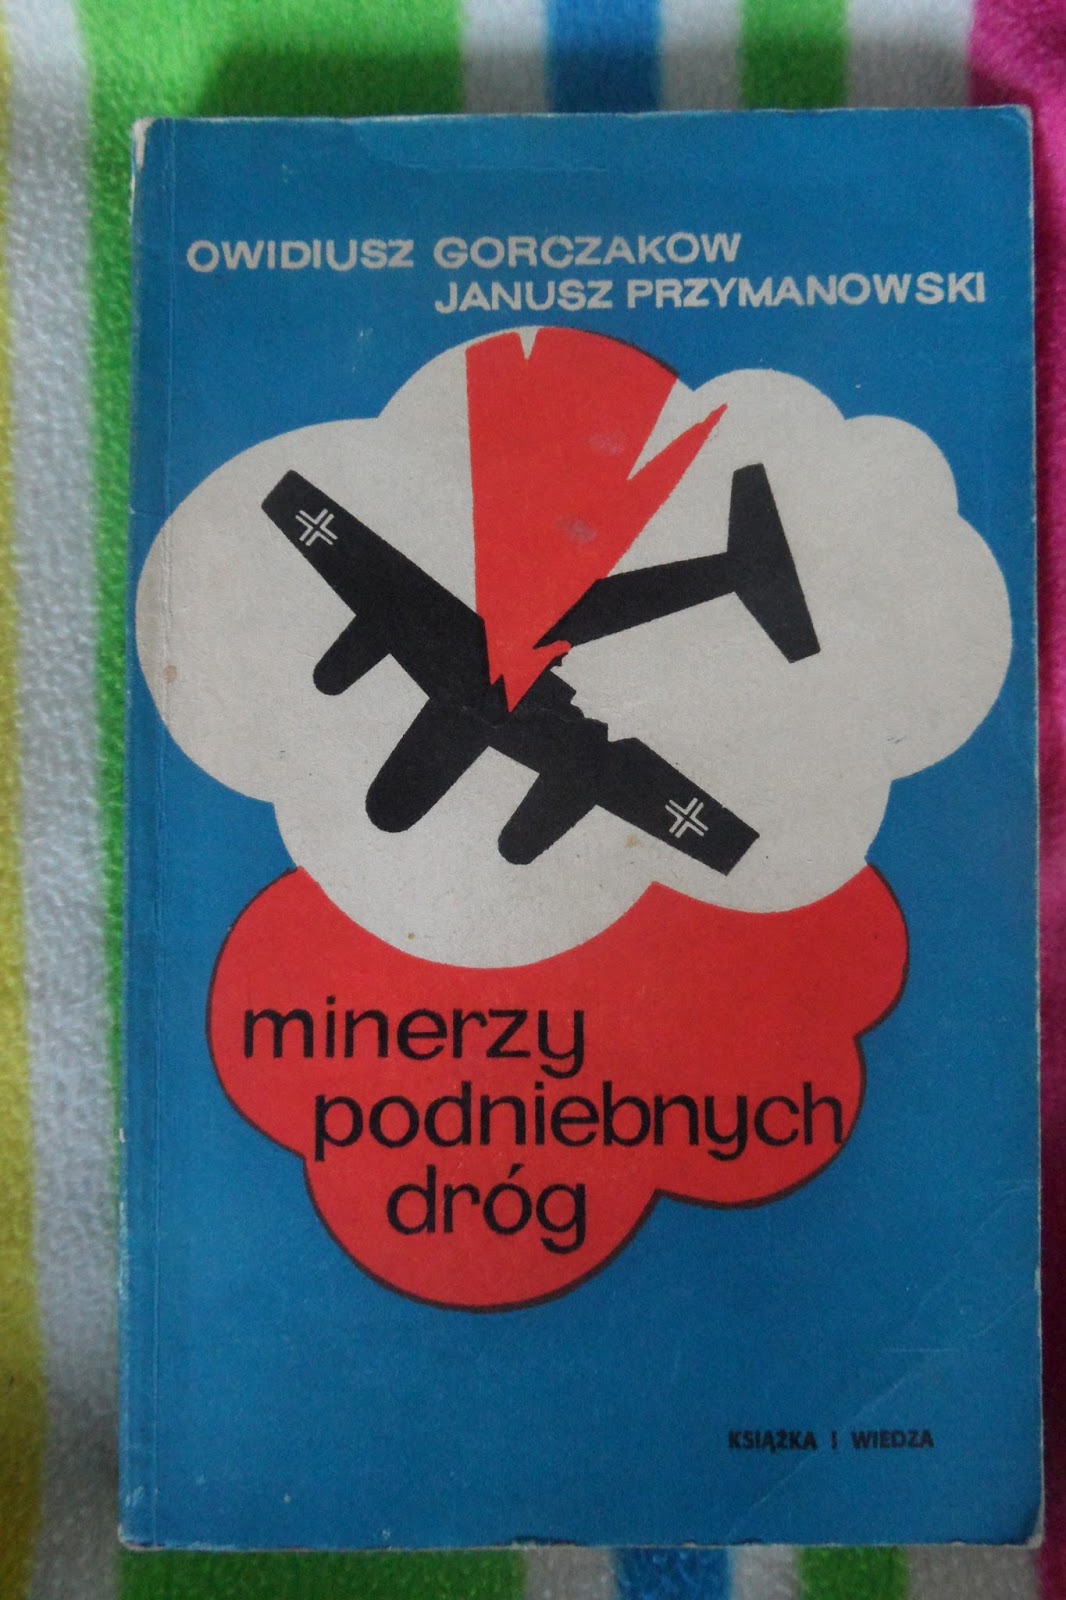 OWIDIUSZ GORCZAKOW
JANUSZ PRZYMANOWSKI
minerzy
podniebnych
dróg
KSIĄŻKA I WIEDZA